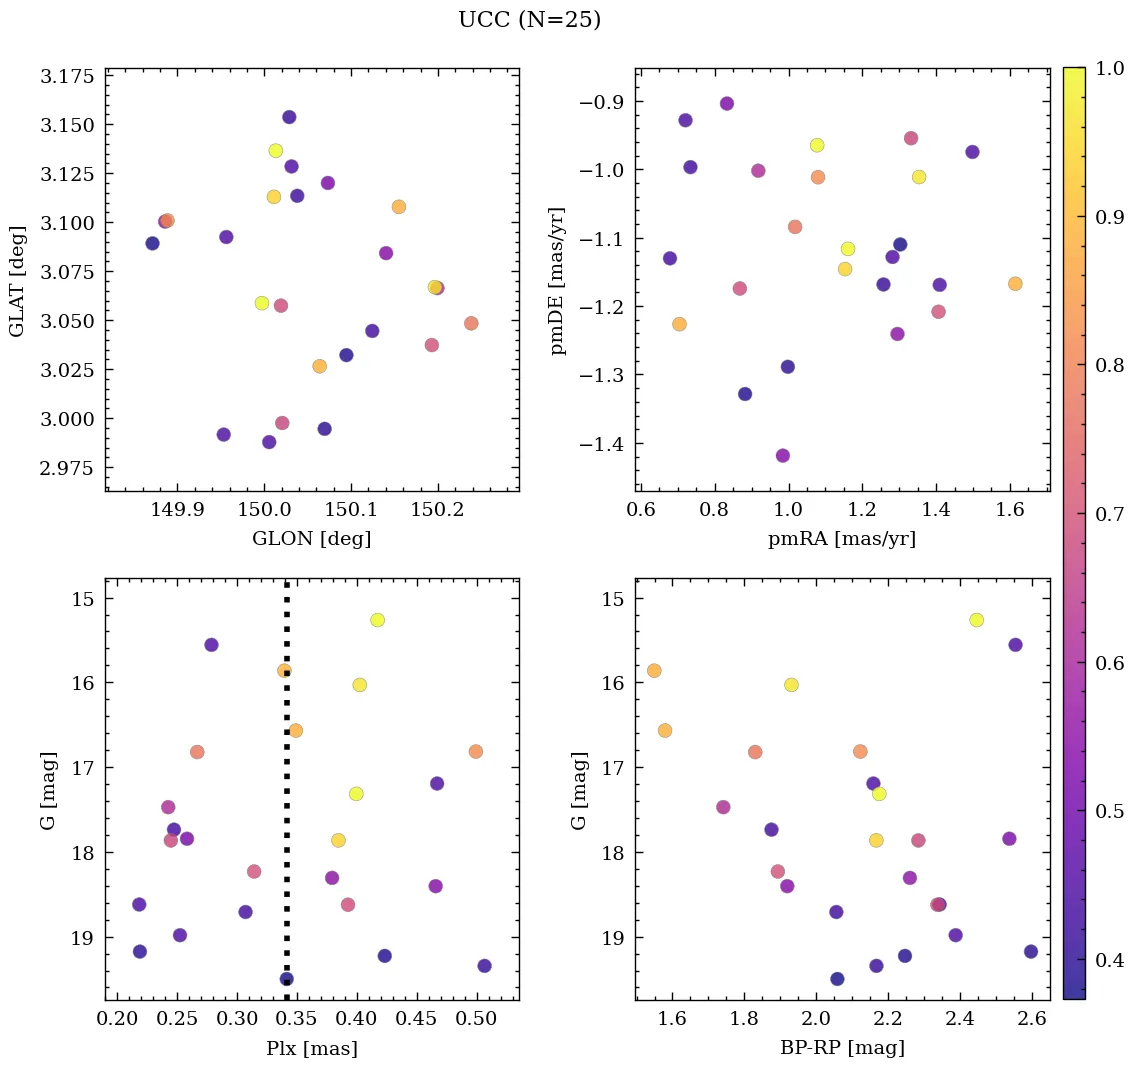 UCC (N=25)
3.175
3.150
3.125
3.100
3.075
3.050
3.025
3.000
2.975
GLAT [deg]
149.9 150.0 150.1 150.2
GLON [deg]
−0.9
−1.0
−1.1
−1.2
−1.3
−1.4
pmDE [mas/yr]
0.6 0.8 1.0 1.2 1.4 1.6
pmRA [mas/yr]
1.0
0.9
0.8
0.7
0.6
0.5
0.4
15
16
17
18
19
G [mag]
0.20 0.25 0.30 0.35 0.40 0.45 0.50
Plx [mas]
15
16
17
18
19
G [mag]
1.6 1.8 2.0 2.2 2.4 2.6
BP-RP [mag]